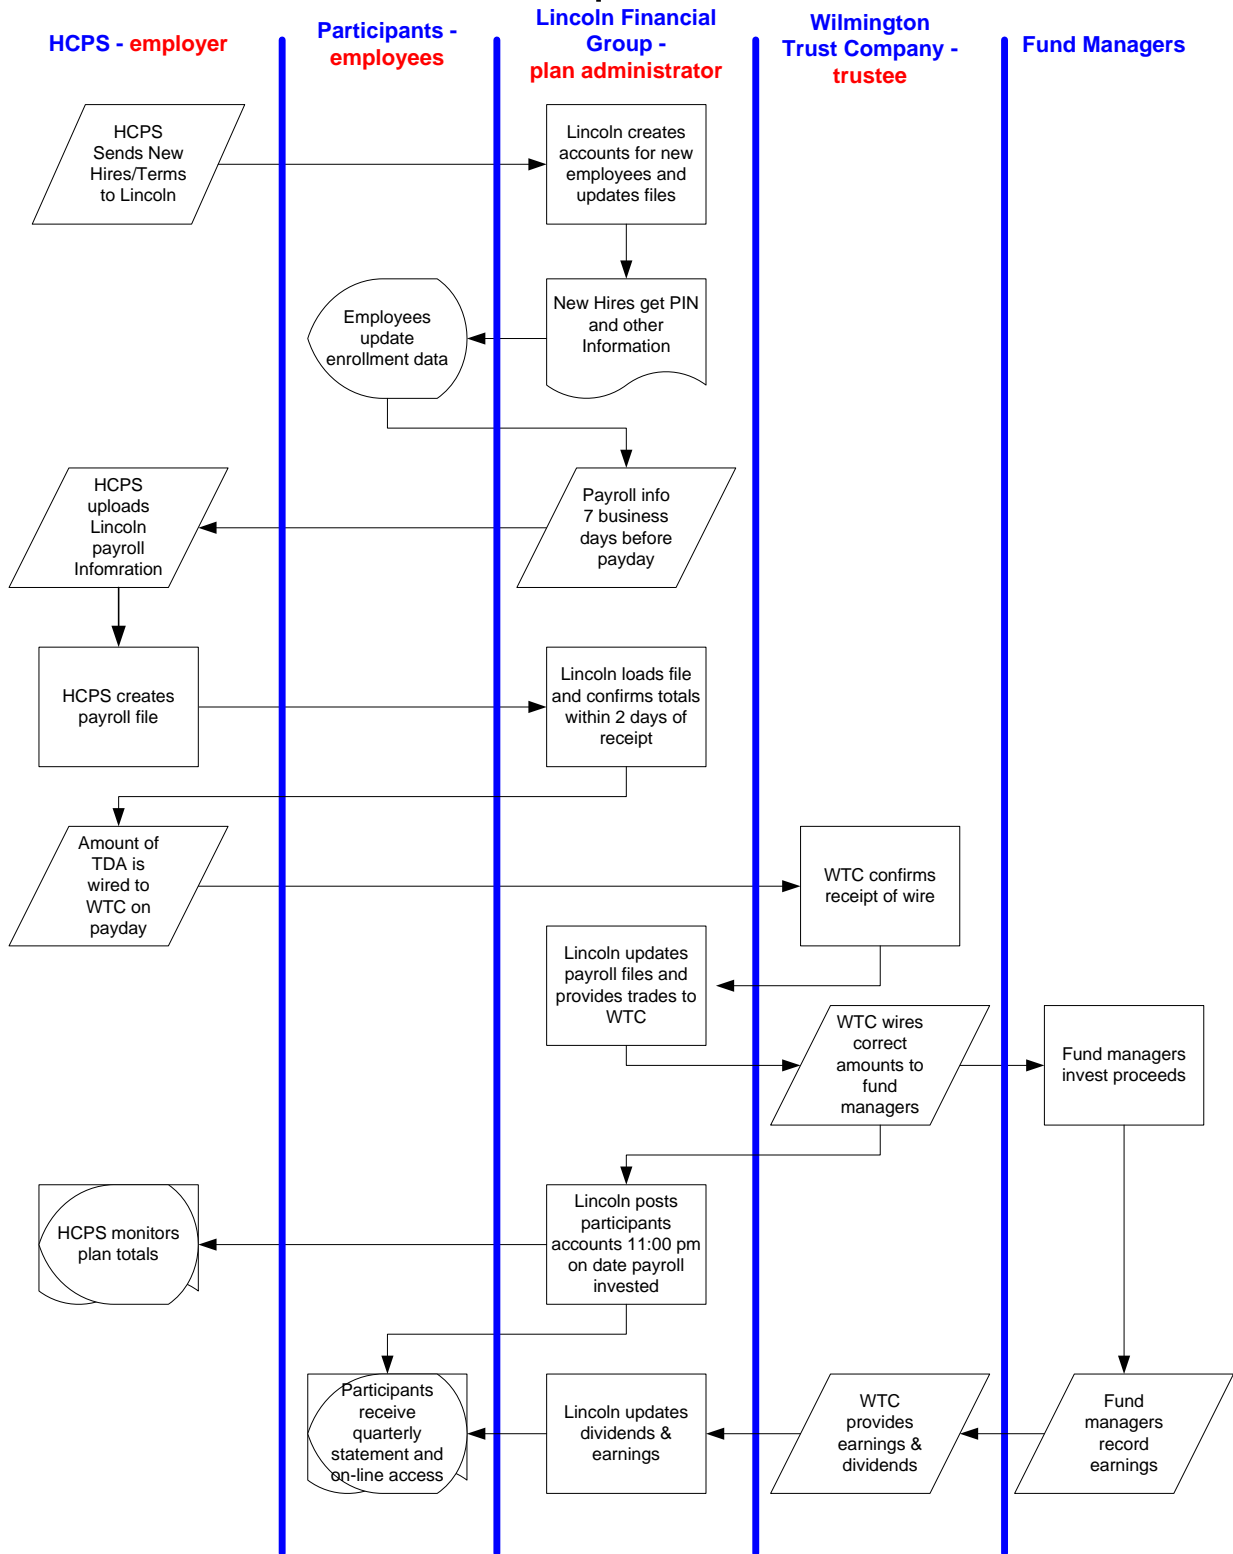 HCPS - employer
Participants -
employees
Lincoln Financial
Group -
plan administrator
Wilmington
Trust Company -
trustee
Fund Managers
HCPS
Sends New
Hires/Terms
to Lincoln
Lincoln creates
accounts for new
employees and
updates files
Employees
update
enrollment data
New Hires get PIN
and other
Information
HCPS
uploads
Lincoln
payroll
Infomration
Payroll info
7 business
days before
payday
HCPS creates
payroll file
Lincoln loads file
and confirms totals
within 2 days of
receipt
Amount of
TDA is
wired to
WTC on
payday
WTC confirms
receipt of wire
Lincoln updates
payroll files and
provides trades to
WTC
WTC wires
correct
amounts to
fund
managers
Fund managers
invest proceeds
HCPS monitors
plan totals
Lincoln posts
participants
accounts 11:00 pm
on date payroll
invested
Participants
receive
quarterly
statement and
on-line access
Lincoln updates
dividends &
earnings
WTC
provides
earnings &
dividends
Fund
managers
record
earnings